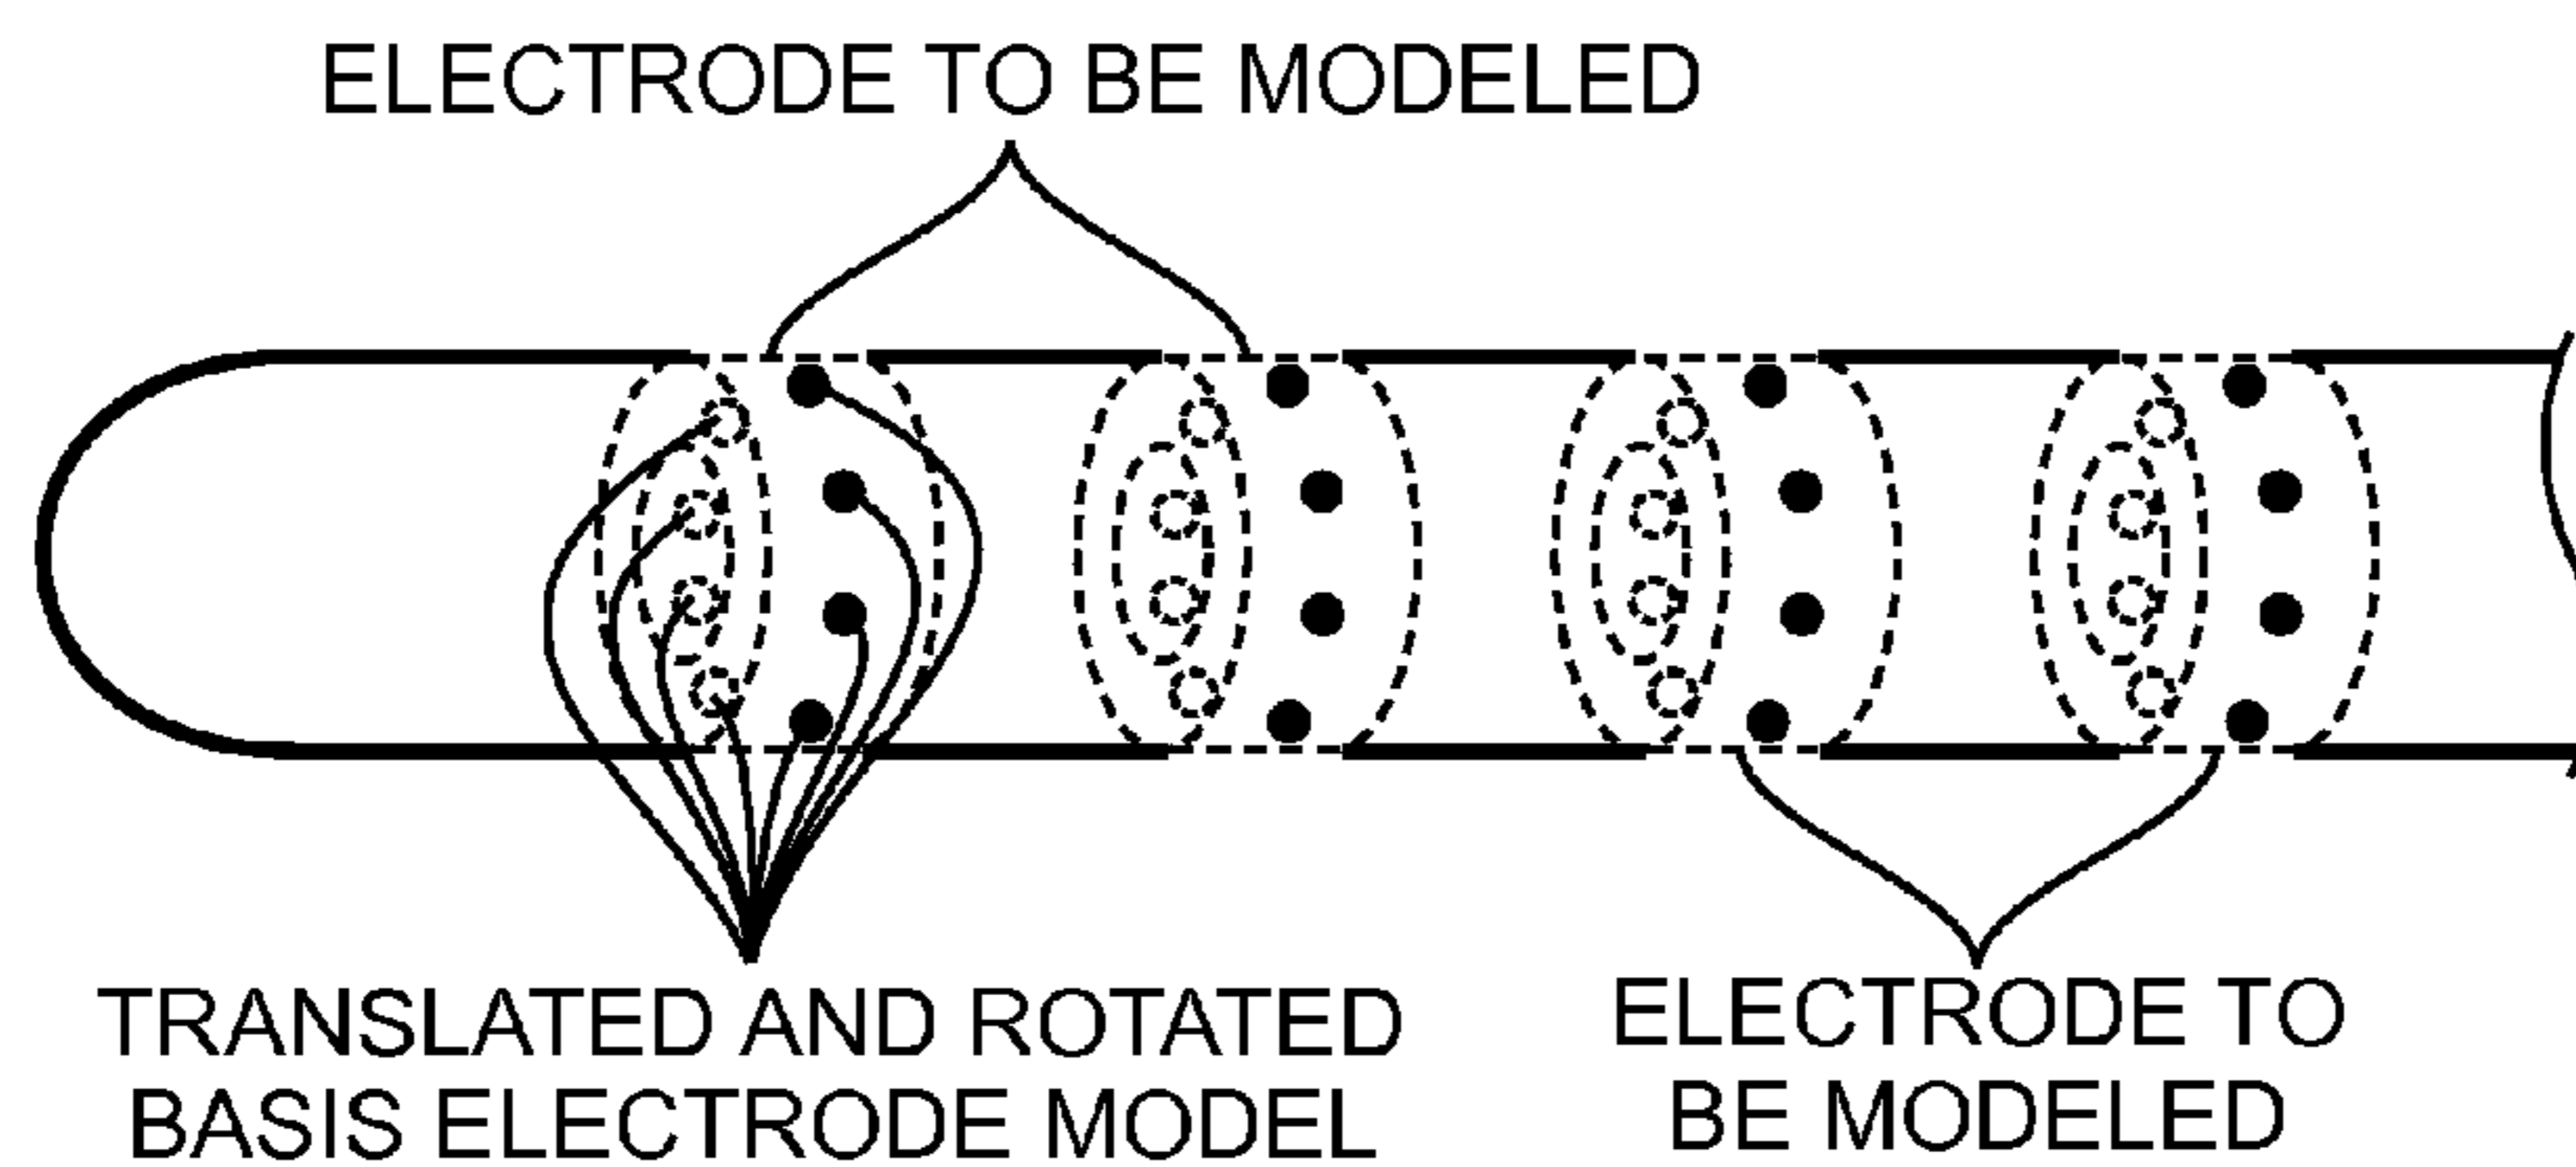 ELECTRODE TO BE MODELED
TRANSLATED AND ROTATED
BASIS ELECTRODE MODEL
ELECTRODE TO
BE MODELED